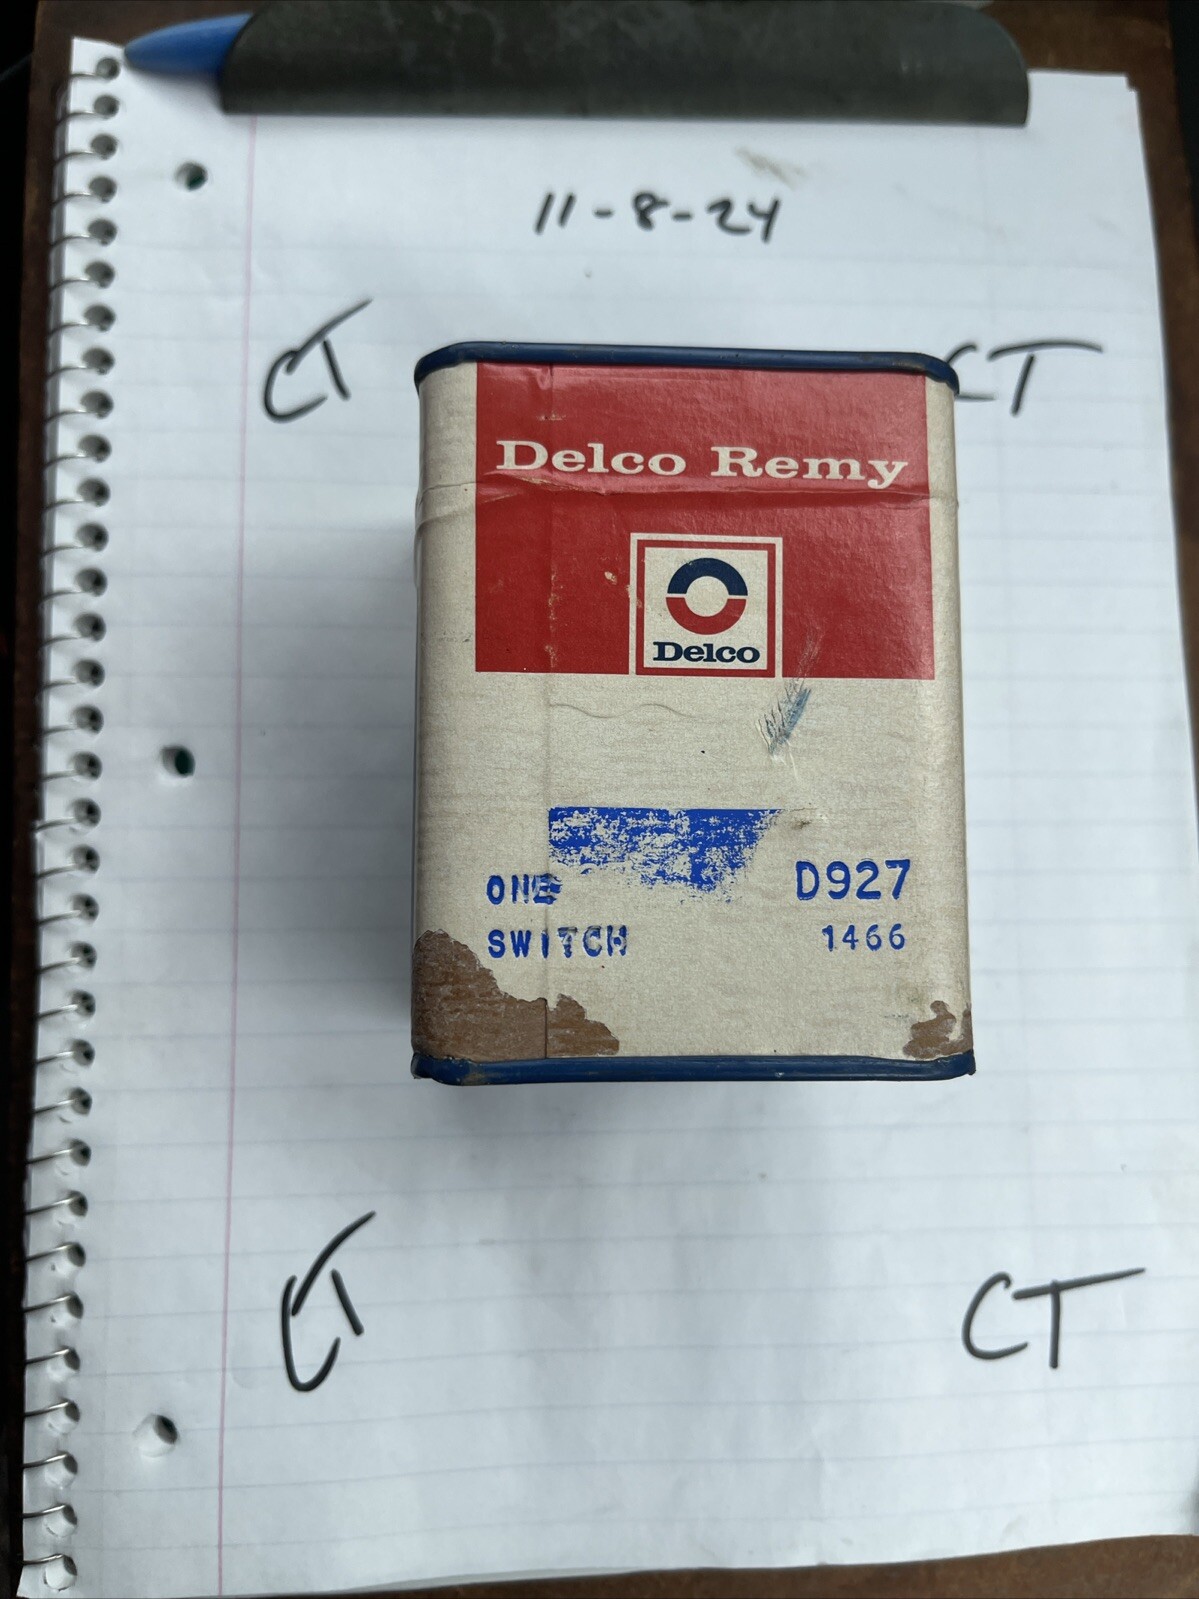 11-8-24
CT
CT
Delco Remy
Delco
ONE
D927
SWITCH
1466
CT
CT